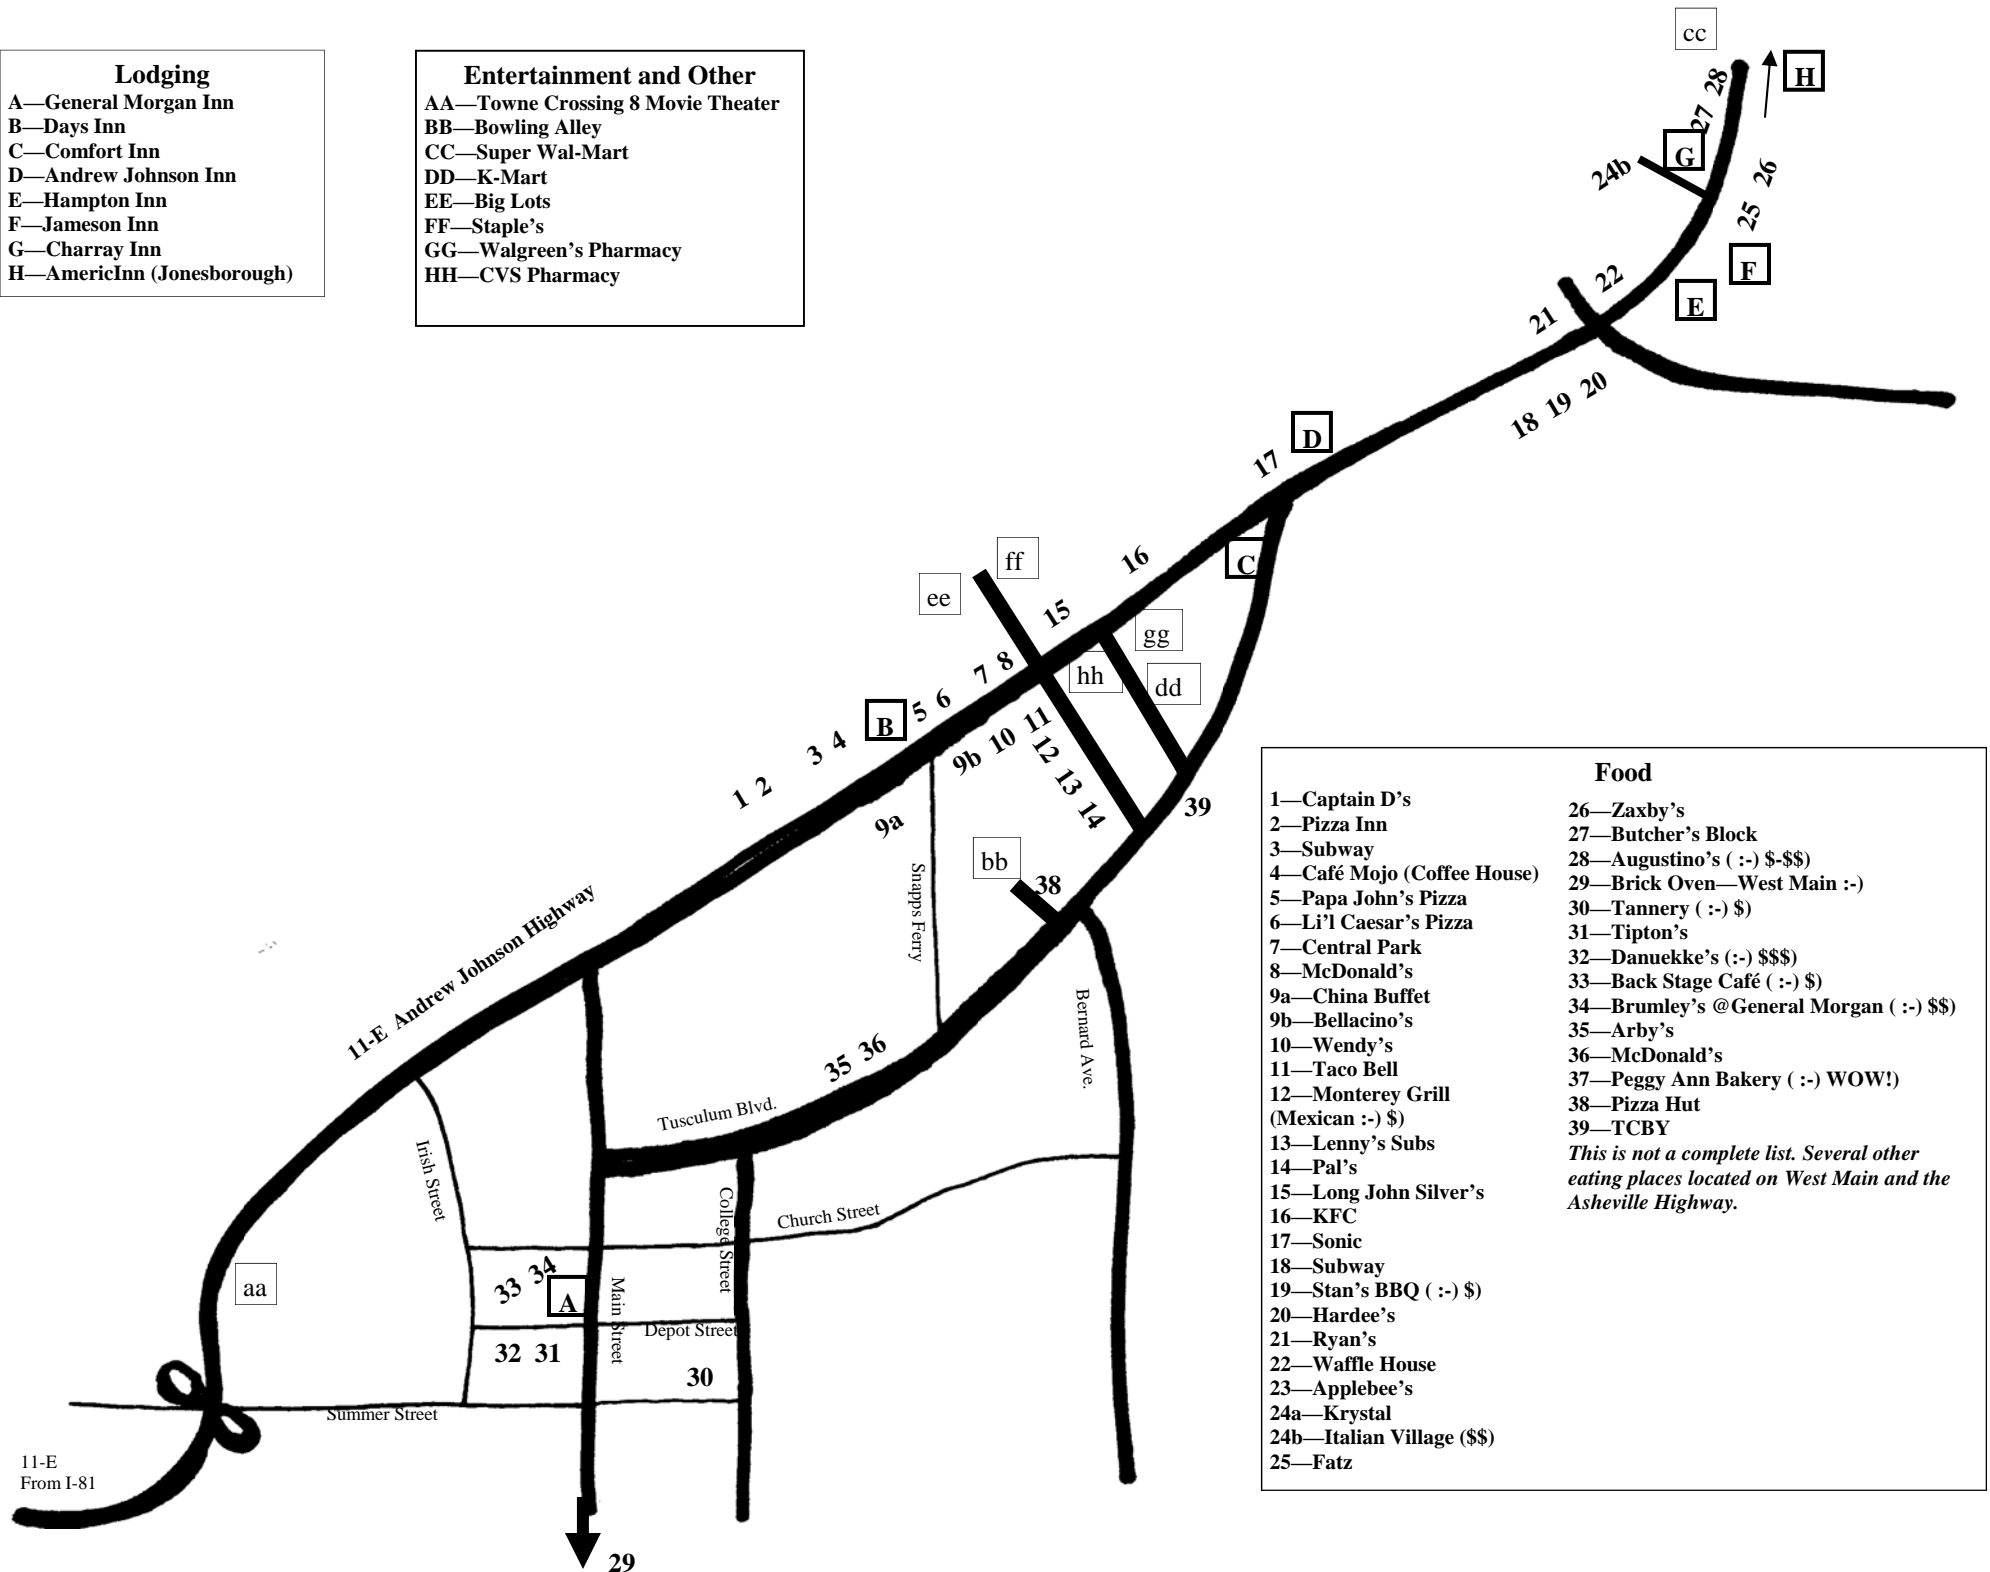 Lodging
A—General Morgan Inn
B—Days Inn
C—Comfort Inn
D—Andrew Johnson Inn
E—Hampton Inn
F—Jameson Inn
G—Charray Inn
H—AmericInn (Jonesborough)
Entertainment and Other
AA—Towne Crossing 8 Movie Theater
BB—Bowling Alley
CC—Super Wal-Mart
DD—K-Mart
EE—Big Lots
FF—Staple's
GG—Walgreen's Pharmacy
HH—CVS Pharmacy
cc
H
28
27
G
24b
26
25
F
E
22
21
20
19
18
D
17
C
16
ff
ee
15
gg
hh
dd
8
7
6
5
B
4
3
2
1
9a
9b
10
11
12
13
14
39
bb
38
Snapps Ferry
11-E Andrew Johnson Highway
Bernard Ave.
35 36
Tusculum Blvd.
Irish Street
College Street
Church Street
33 34
A
Main Street
aa
Depot Street
32 31
30
Summer Street
11-E
From I-81
29
Food
1—Captain D's
2—Pizza Inn
3—Subway
4—Café Mojo (Coffee House)
5—Papa John's Pizza
6—Li'l Caesar's Pizza
7—Central Park
8—McDonald's
9a—China Buffet
9b—Bellacino's
10—Wendy's
11—Taco Bell
12—Monterey Grill
(Mexican :-) $)
13—Lenny's Subs
14—Pal's
15—Long John Silver's
16—KFC
17—Sonic
18—Subway
19—Stan's BBQ ( :-) $)
20—Hardee's
21—Ryan's
22—Waffle House
23—Applebee's
24a—Krystal
24b—Italian Village ($$)
25—Fatz
26—Zaxby's
27—Butcher's Block
28—Augustino's ( :-) $-$$)
29—Brick Oven—West Main :-)
30—Tannery ( :-) $)
31—Tipton's
32—Danuekke's (:-) $$$)
33—Back Stage Café ( :-) $)
34—Brumley's @General Morgan ( :-) $$)
35—Arby's
36—McDonald's
37—Peggy Ann Bakery ( :-) WOW!)
38—Pizza Hut
39—TCBY
This is not a complete list. Several other
eating places located on West Main and the
Asheville Highway.